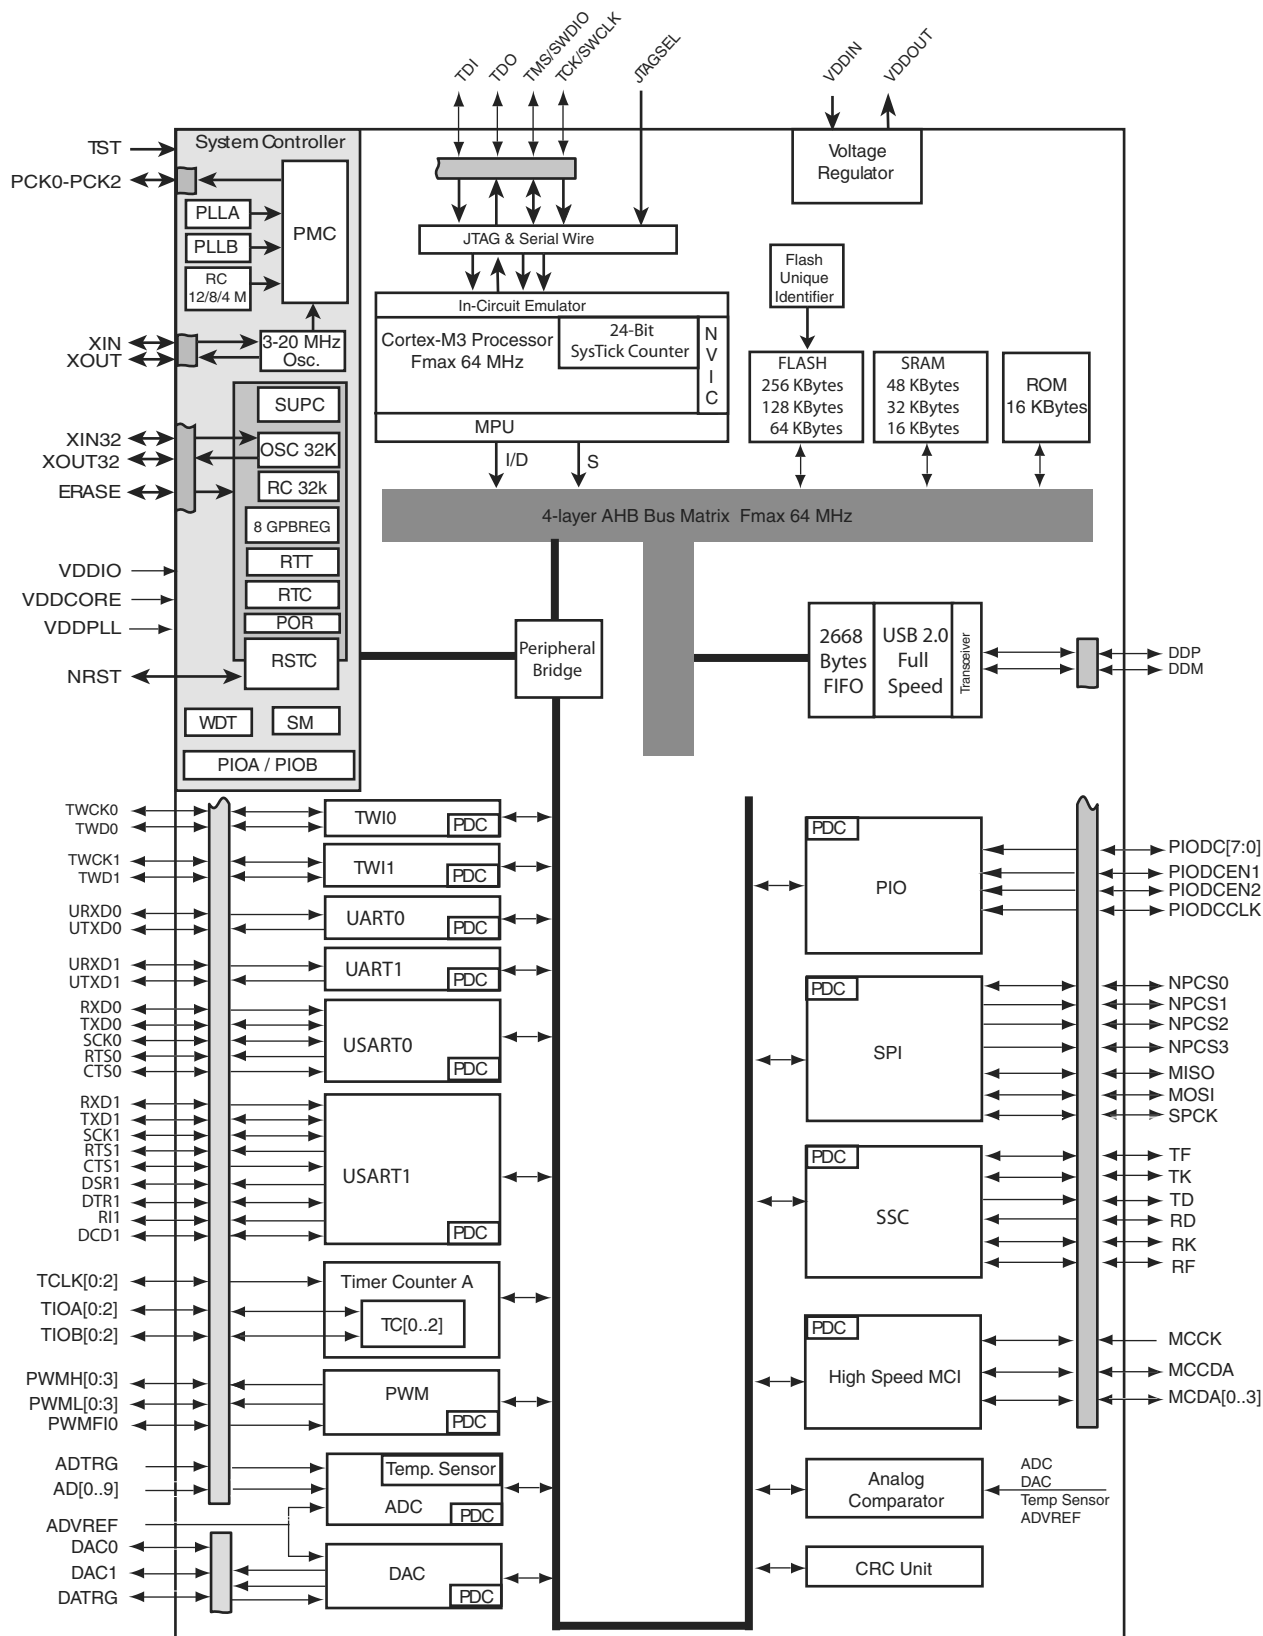 TDI
TDO
TMS/SWDIO
TCK/SWCLK
JTAGSEL
VDDIN
VDDOUT
TST
System Controller
Voltage
Regulator
PCK0-PCK2
PLLA
PMC
PLLB
RC
12/8/4 M
JTAG & Serial Wire
Flash
Unique
Identifier
In-Circuit Emulator
XIN
XOUT
3-20 MHz
Osc.
Cortex-M3 Processor
Fmax 64 MHz
24-Bit
SysTick Counter
N
V
I
C
MPU
FLASH
256 KBytes
128 KBytes
64 KBytes
SRAM
48 KBytes
32 KBytes
16 KBytes
ROM
16 KBytes
SUPC
XIN32
XOUT32
OSC 32K
ERASE
RC 32k
I/D
S
8 GPBREG
4-layer AHB Bus Matrix Fmax 64 MHz
VDDIO
RTT
VDDCORE
RTC
VDDPLL
POR
RSTC
NRST
Peripheral
Bridge
2668
Bytes
FIFO
USB 2.0
Full
Speed
Transceiver
DDP
DDM
WDT
SM
PIOA / PIOB
TWCK0
TWD0
TWI0
PDC
TWCK1
TWD1
TWI1
PDC
URXD0
UTXD0
UART0
PDC
URXD1
UTXD1
UART1
PDC
RXD0
TXD0
SCK0
RTS0
CTS0
USART0
PDC
RXD1
TXD1
SCK1
RTS1
CTS1
DSR1
DTR1
RI1
DCD1
USART1
PDC
TCLK[0:2]
TIOA[0:2]
TIOB[0:2]
Timer Counter A
TC[0..2]
PWMH[0:3]
PWML[0:3]
PWMFI0
PWM
PDC
ADTRG
AD[0..9]
Temp. Sensor
ADC
PDC
ADVREF
DAC0
DAC1
DATRG
DAC
PDC
PDC
PIO
PIODC[7:0]
PIODCEN1
PIODCEN2
PIODCCLK
PDC
SPI
NPCS0
NPCS1
NPCS2
NPCS3
MISO
MOSI
SPCK
PDC
SSC
TF
TK
TD
RD
RK
RF
PDC
High Speed MCI
MCCK
MCCDA
MCDA[0..3]
Analog
Comparator
ADC
DAC
Temp Sensor
ADVREF
CRC Unit